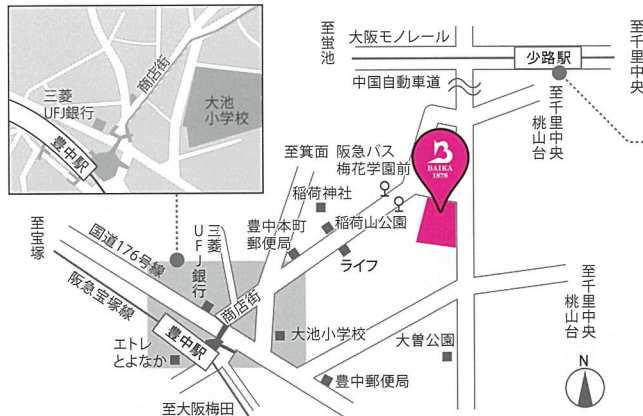 商店街
三菱
UFJ銀行
大池
小学校
豊中駅
至蛍池
大阪モノレール
少路駅
至千里中央
中国自動車道
至千里中央
桃山台
至箕面
阪急バス
梅花学園前
BAIKA
1878
稲荷神社
稲荷山公園
豊中本町
郵便局
ライフ
至宝塚
国道176号線
三菱
UFJ銀行
商店街
阪急宝塚線
豊中駅
エトレ
とよなか
大池小学校
大曽公園
豊中郵便局
至大阪梅田
至千里中央
桃山台
N